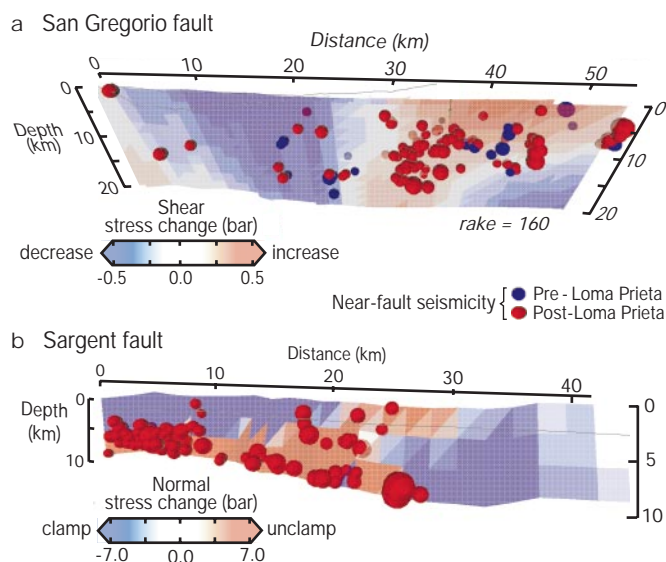 a San Gregorio fault
Distance (km)
0 10 20 30 40 50
Depth (km)
0
10
20
0
10
20
rake = 160
Shear
stress change (bar)
decrease increase
-0.5 0.0 0.5
Near-fault seismicity
Pre - Loma Prieta
Post-Loma Prieta
b Sargent fault
Distance (km)
0 10 20 30 40
Depth (km)
0
10
0
5
10
Normal
stress change (bar)
clamp unclamp
-7.0 0.0 7.0